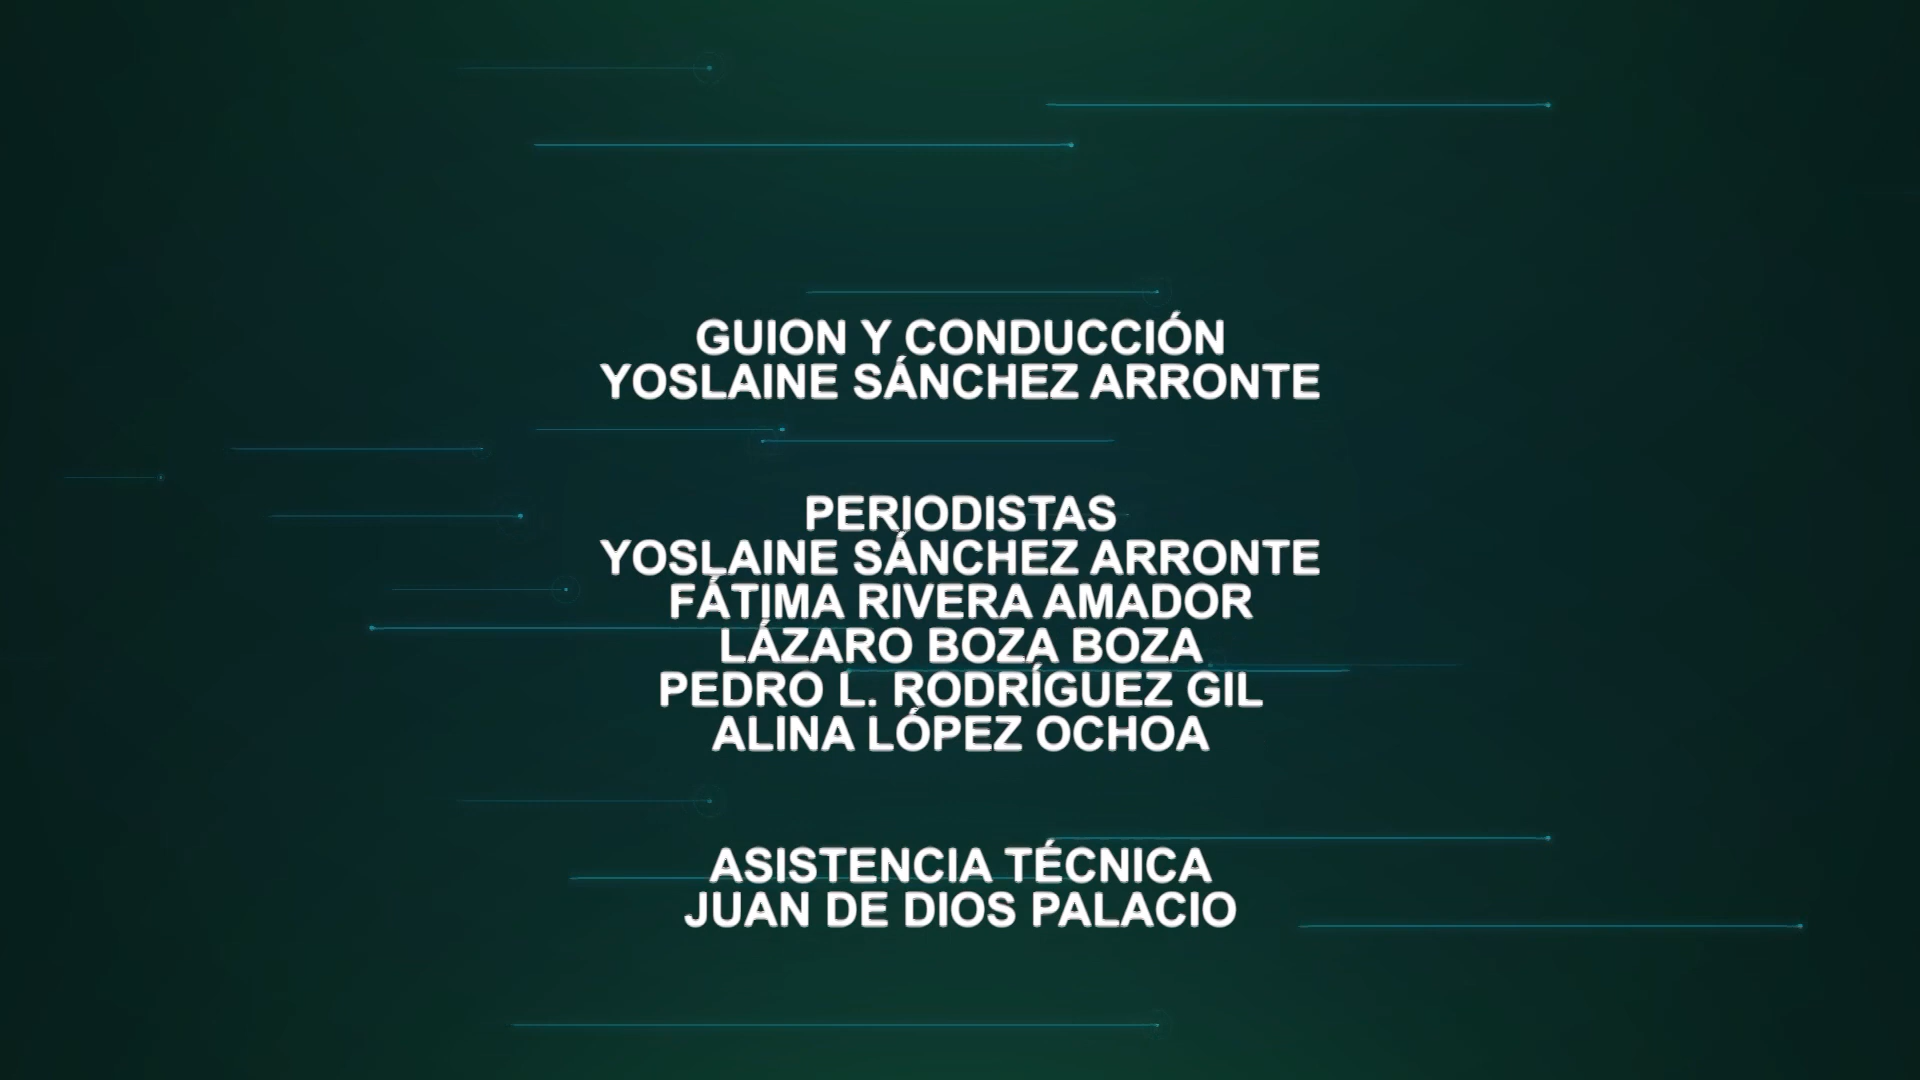 GUION Y CONDUCCIÓN
YOSLAINE SÁNCHEZ ARRONTE
PERIODISTAS
YOSLAINE SÁNCHEZ ARRONTE
FÁTIMA RIVERA AMADOR
LÁZARO BOZA BOZA
PEDRO L. RODRÍGUEZ GIL
ALINA LÓPEZ OCHOA
ASISTENCIA TÉCNICA
JUAN DE DIOS PALACIO